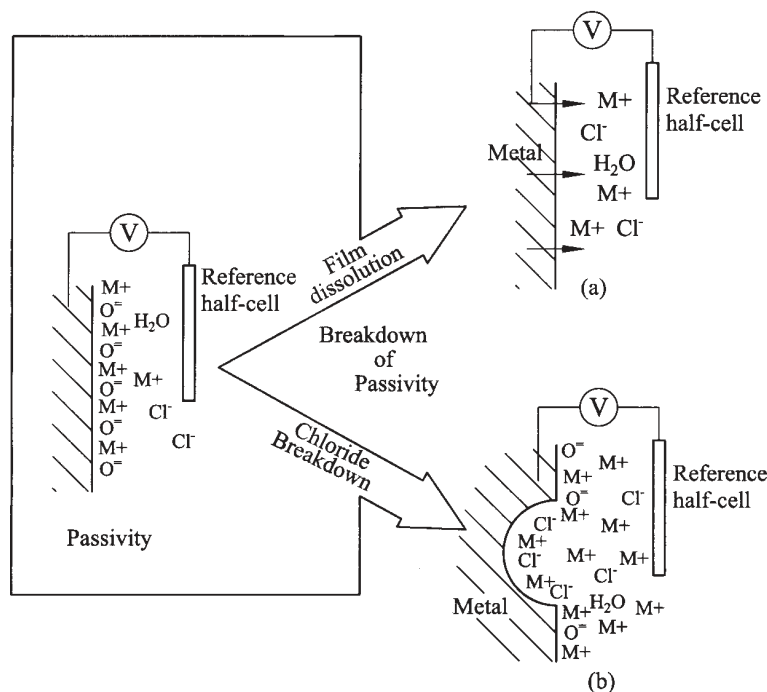 V
Reference
half-cell
M+
O=
M+
O=
M+
O=
M+
O=
M+
O=
H₂O
M+
Cl⁻
Cl⁻
Passivity
Film
dissolution
Breakdown
of
Passivity
Chloride
Breakdown
V
Metal
M+
Cl⁻
H₂O
M+
M+ Cl⁻
Reference
half-cell
(a)
V
O=
M+
M+
O=
Cl⁻
M+
Cl⁻
M+
M+
Cl⁻
M+
M+
M+
Cl⁻
Cl⁻
M+
Metal
M+
H₂O
M+
O=
M+
M+
Reference
half-cell
(b)